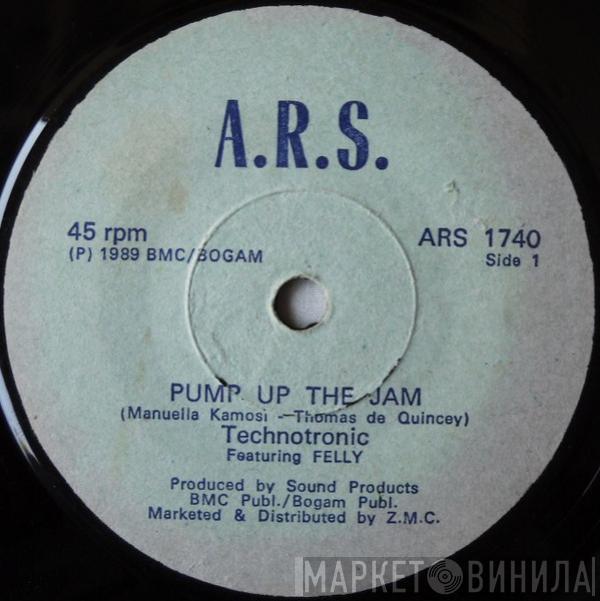 A.R.S.
45 rpm
(P) 1989 BMC/BOGAM
ARS 1740
Side 1
PUMP UP THE JAM
(Manuella Kamosi - Thomas de Quincey)
Technotronic
Featuring FELLY
Produced by Sound Products
BMC Publ./Bogam Publ.
Marketed & Distributed by Z.M.C.
МАРКЕТ ВИНИЛА